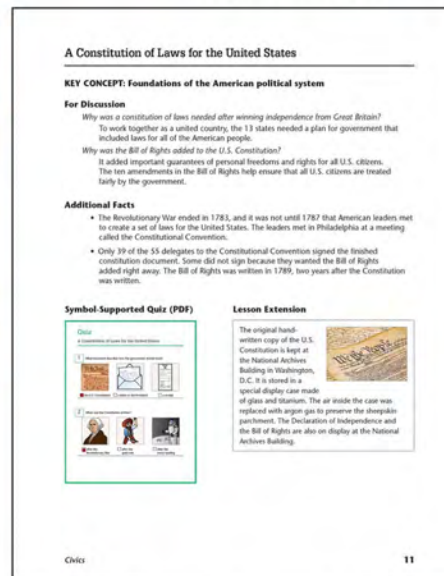 A Constitution of Laws for the United States
KEY CONCEPT: Foundations of the American political system
For Discussion
Why was a constitution of laws needed after winning independence from Great Britain?
To work together as a united country, the 13 states needed a plan for government that
included laws for all of the American people.
Why was the Bill of Rights added to the U.S. Constitution?
It added important guarantees of personal freedoms and rights for all U.S. citizens.
The ten amendments in the Bill of Rights help ensure that all U.S. citizens are treated
fairly by the government.
Additional Facts
• The Revolutionary War ended in 1783, and it was not until 1787 that American leaders met
to create a set of laws for the United States. The leaders met in Philadelphia at a meeting
called the Constitutional Convention.
• Only 39 of the 55 delegates to the Constitutional Convention signed the finished
constitution document. Some did not sign because they wanted the Bill of Rights
added right away. The Bill of Rights was written in 1789, two years after the Constitution
was written.
Symbol-Supported Quiz (PDF)
Quiz
A Constitution of Laws for the United States
1
2
Lesson Extension
The original hand-
written copy of the U.S.
Constitution is kept at
the National Archives
Building in Washington,
D.C. It is stored in a
special display case made
of glass and titanium. The air inside the case was
replaced with argon gas to preserve the sheepskin
parchment. The Declaration of Independence and
the Bill of Rights are also on display at the National
Archives Building.
We the People
Civics
11